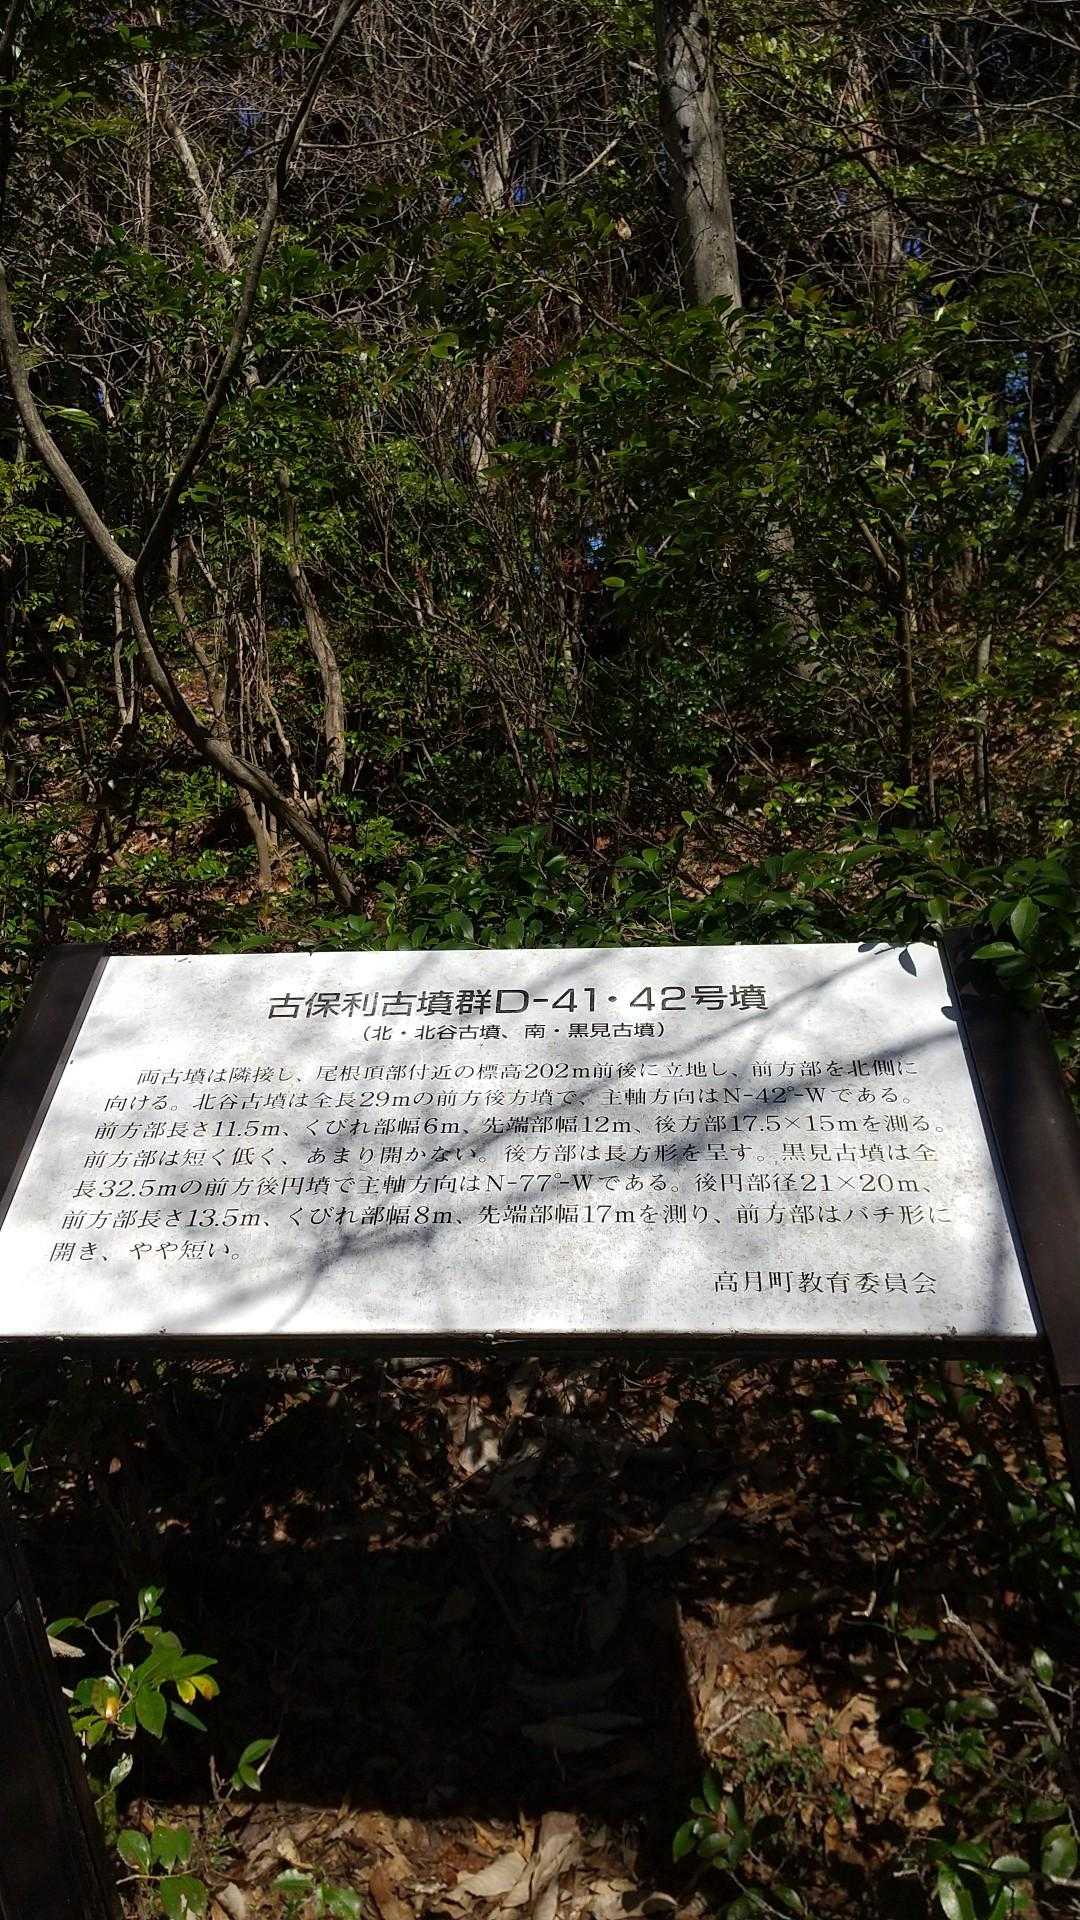 古保利古墳群D-41・42号墳
(北・北谷古墳、南・黒見古墳)
両古墳は隣接し、尾根頂部付近の標高202m前後に立地し、前方部を北側に
向ける。北谷古墳は全長29mの前方後方墳で、主軸方向はN-42°-Wである。
前方部長さ11.5m、くびれ部幅6m、先端部幅12m、後方部17.5×15mを測る。
前方部は短く低く、あまり開かない。後方部は長方形を呈す。黒見古墳は全
長32.5mの前方後円墳で主軸方向はN-77°-Wである。後円部径21×20m、
前方部長さ13.5m、くびれ部幅8m、先端部幅17mを測り、前方部はバチ形に
開き、やや短い。
高月町教育委員会